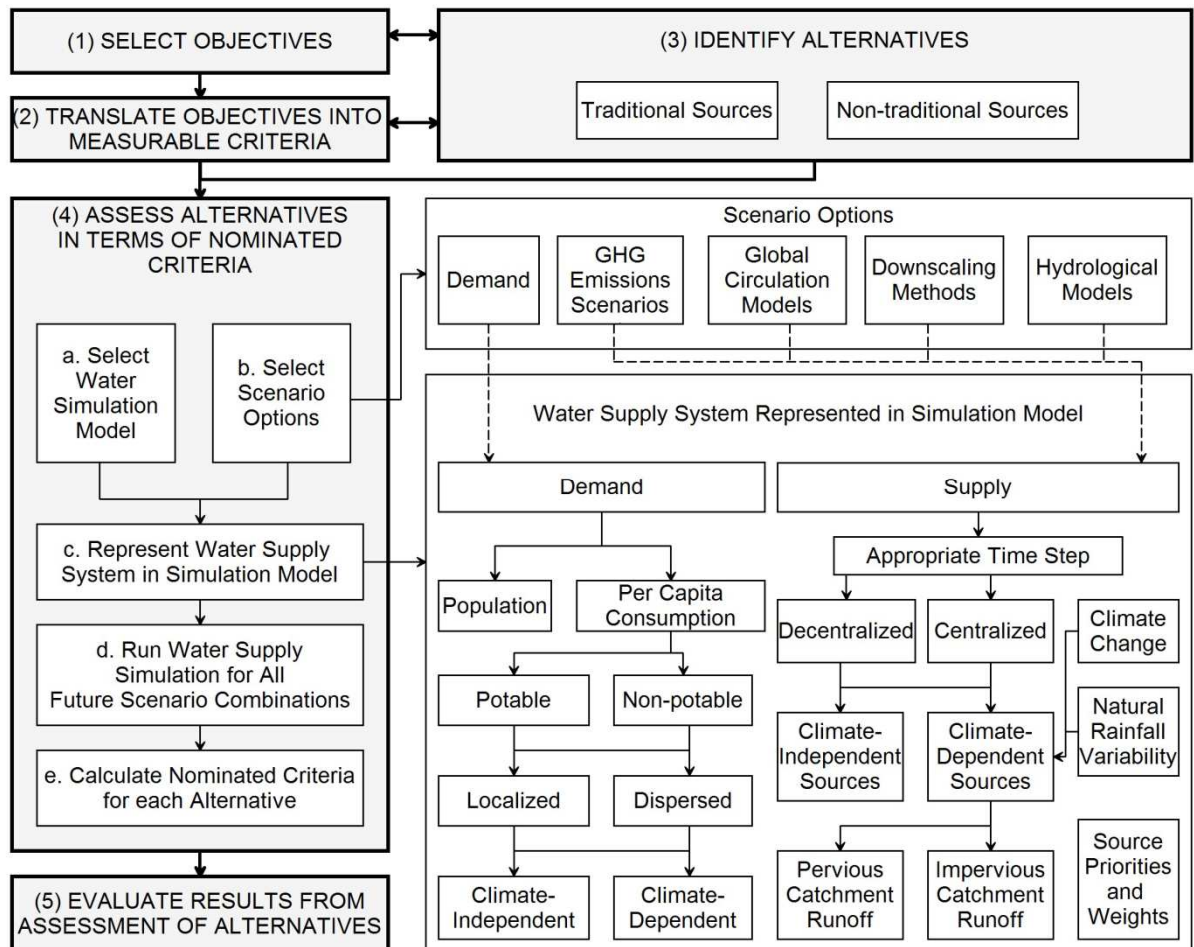 (1) SELECT OBJECTIVES
(3) IDENTIFY ALTERNATIVES
Traditional Sources
Non-traditional Sources
(2) TRANSLATE OBJECTIVES INTO
MEASURABLE CRITERIA
(4) ASSESS ALTERNATIVES
IN TERMS OF NOMINATED
CRITERIA
a. Select
Water
Simulation
Model
b. Select
Scenario
Options
c. Represent Water Supply
System in Simulation Model
d. Run Water Supply
Simulation for All
Future Scenario Combinations
e. Calculate Nominated Criteria
for each Alternative
(5) EVALUATE RESULTS FROM
ASSESSMENT OF ALTERNATIVES
Scenario Options
Demand
GHG
Emissions
Scenarios
Global
Circulation
Models
Downscaling
Methods
Hydrological
Models
Water Supply System Represented in Simulation Model
Demand
Population
Per Capita
Consumption
Potable
Non-potable
Localized
Dispersed
Climate-
Independent
Climate-
Dependent
Supply
Appropriate Time Step
Decentralized
Centralized
Climate
Change
Climate-
Independent
Sources
Climate-
Dependent
Sources
Natural
Rainfall
Variability
Pervious
Catchment
Runoff
Impervious
Catchment
Runoff
Source
Priorities
and
Weights